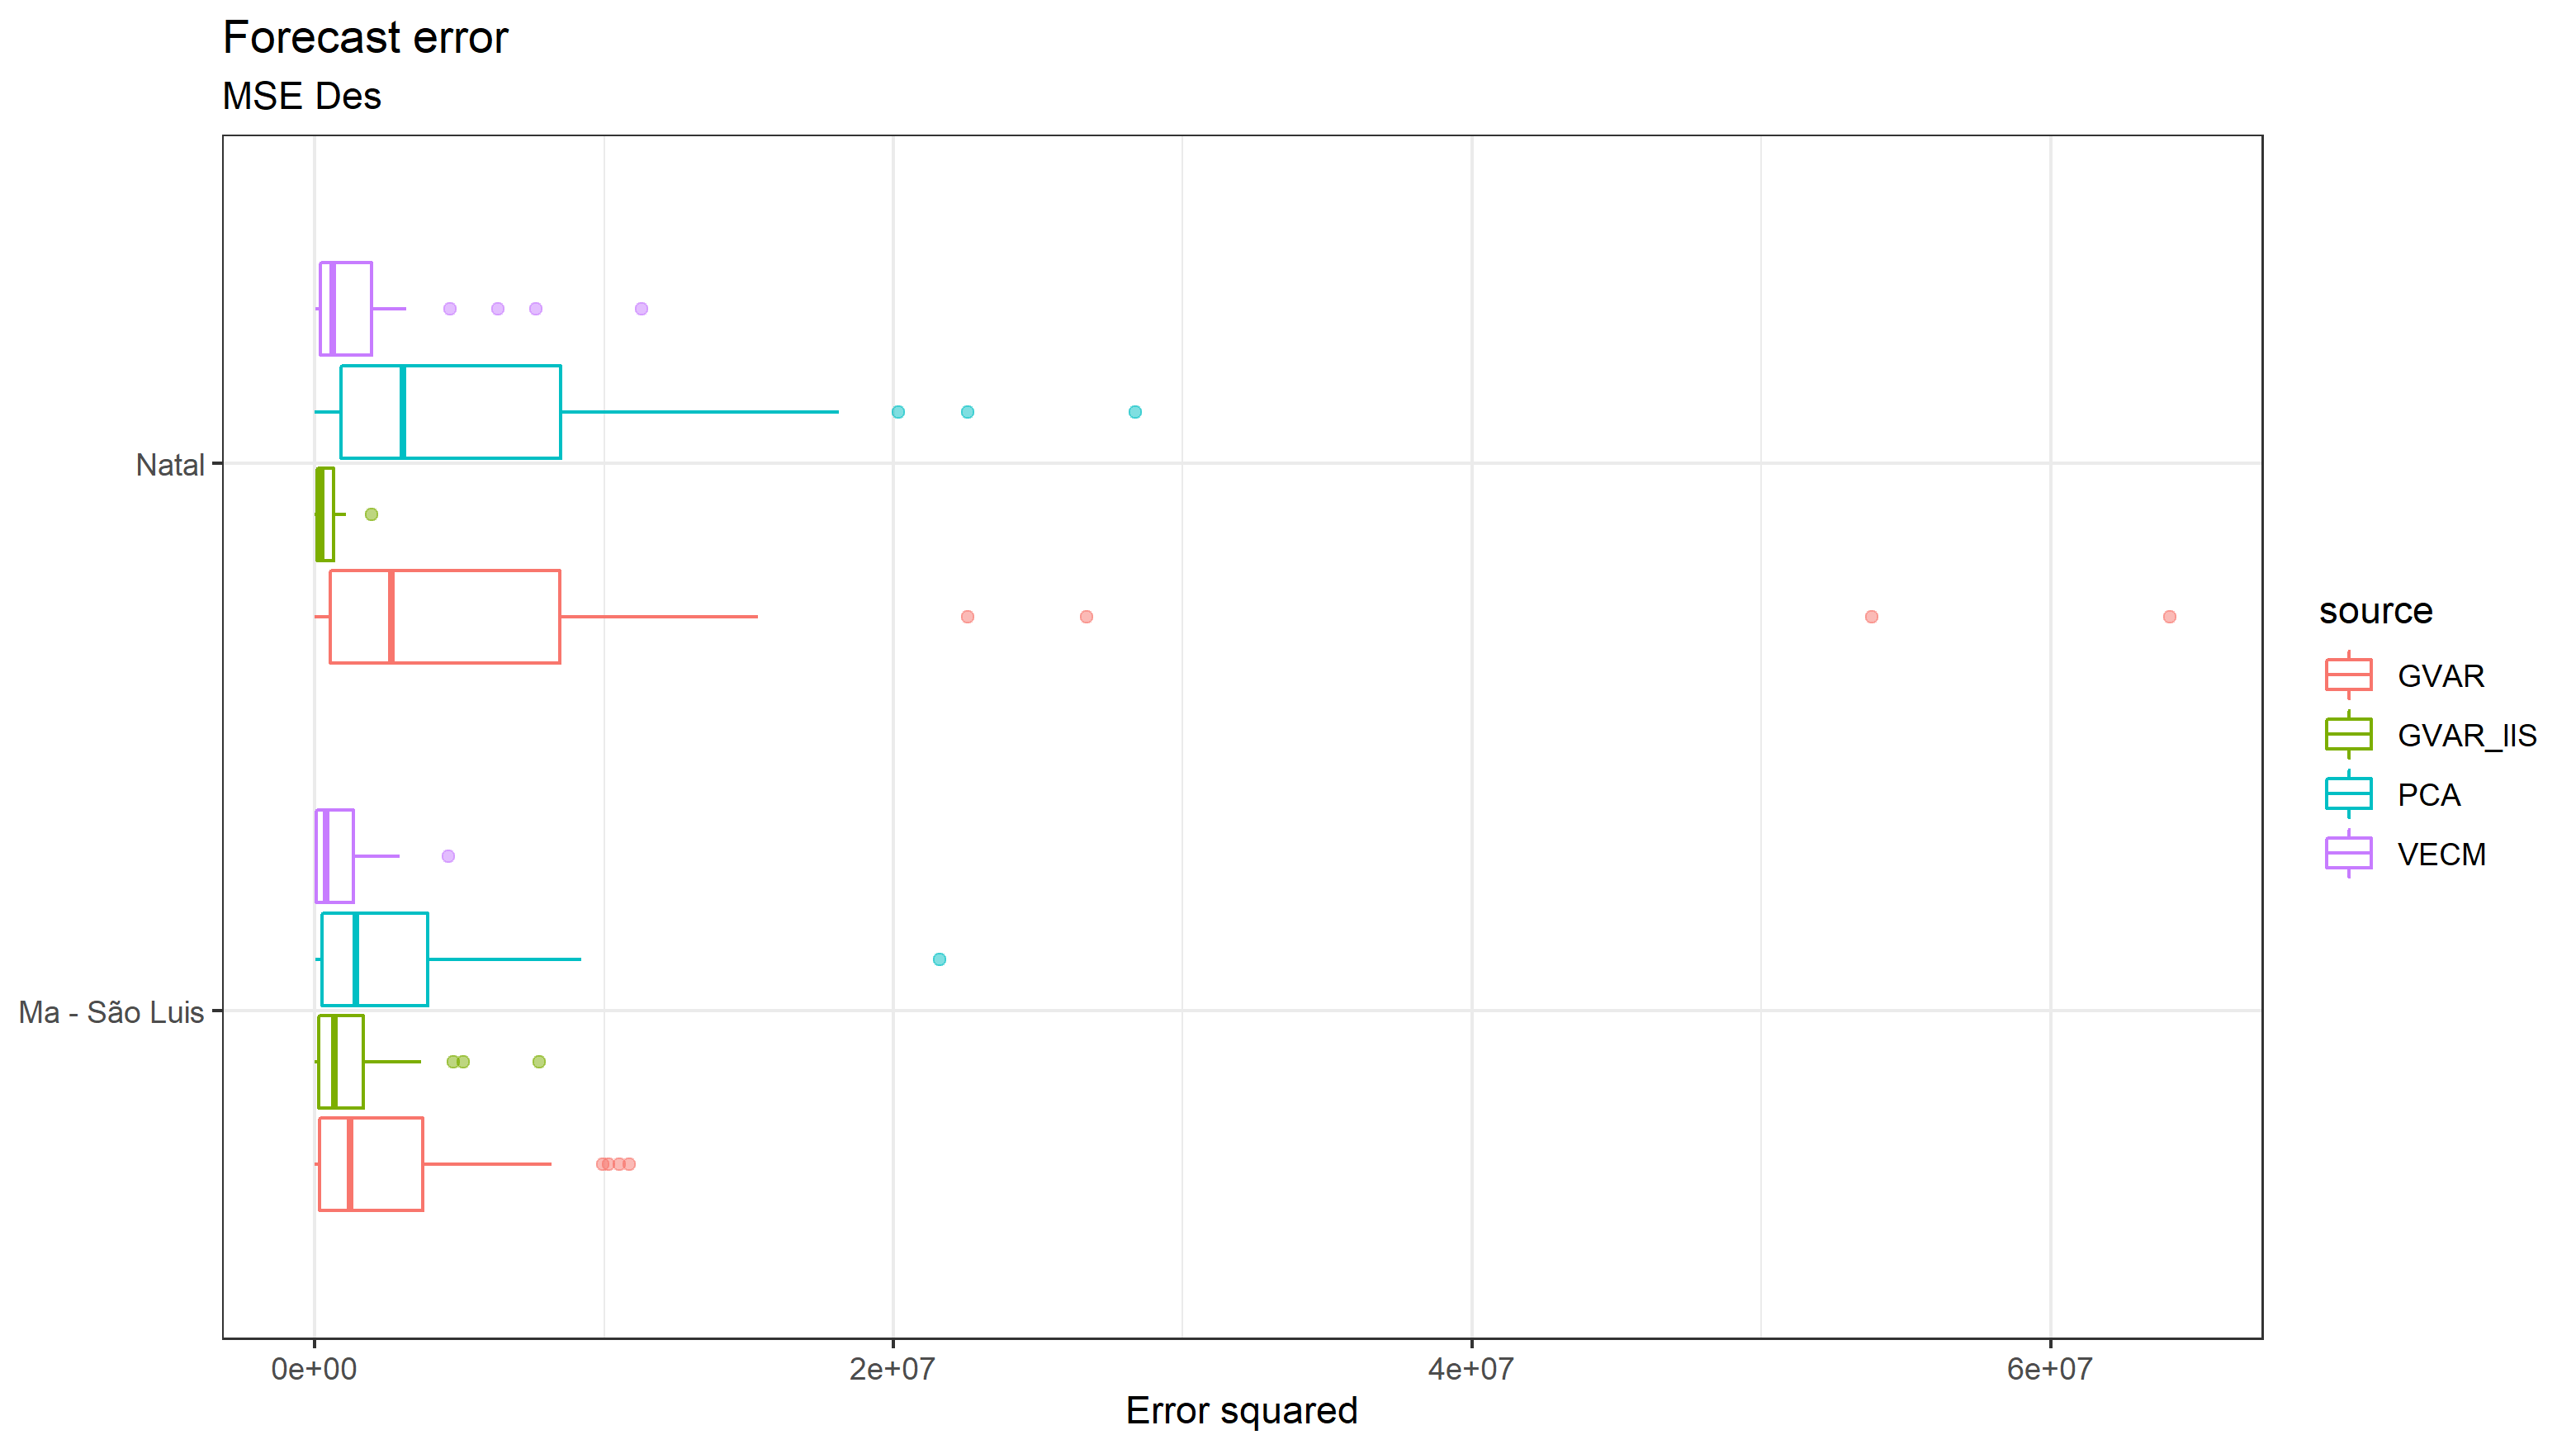 Forecast error
MSE Des
Natal
Ma - São Luis
0e+00
2e+07
4e+07
6e+07
Error squared
source
GVAR
GVAR_IIS
PCA
VECM